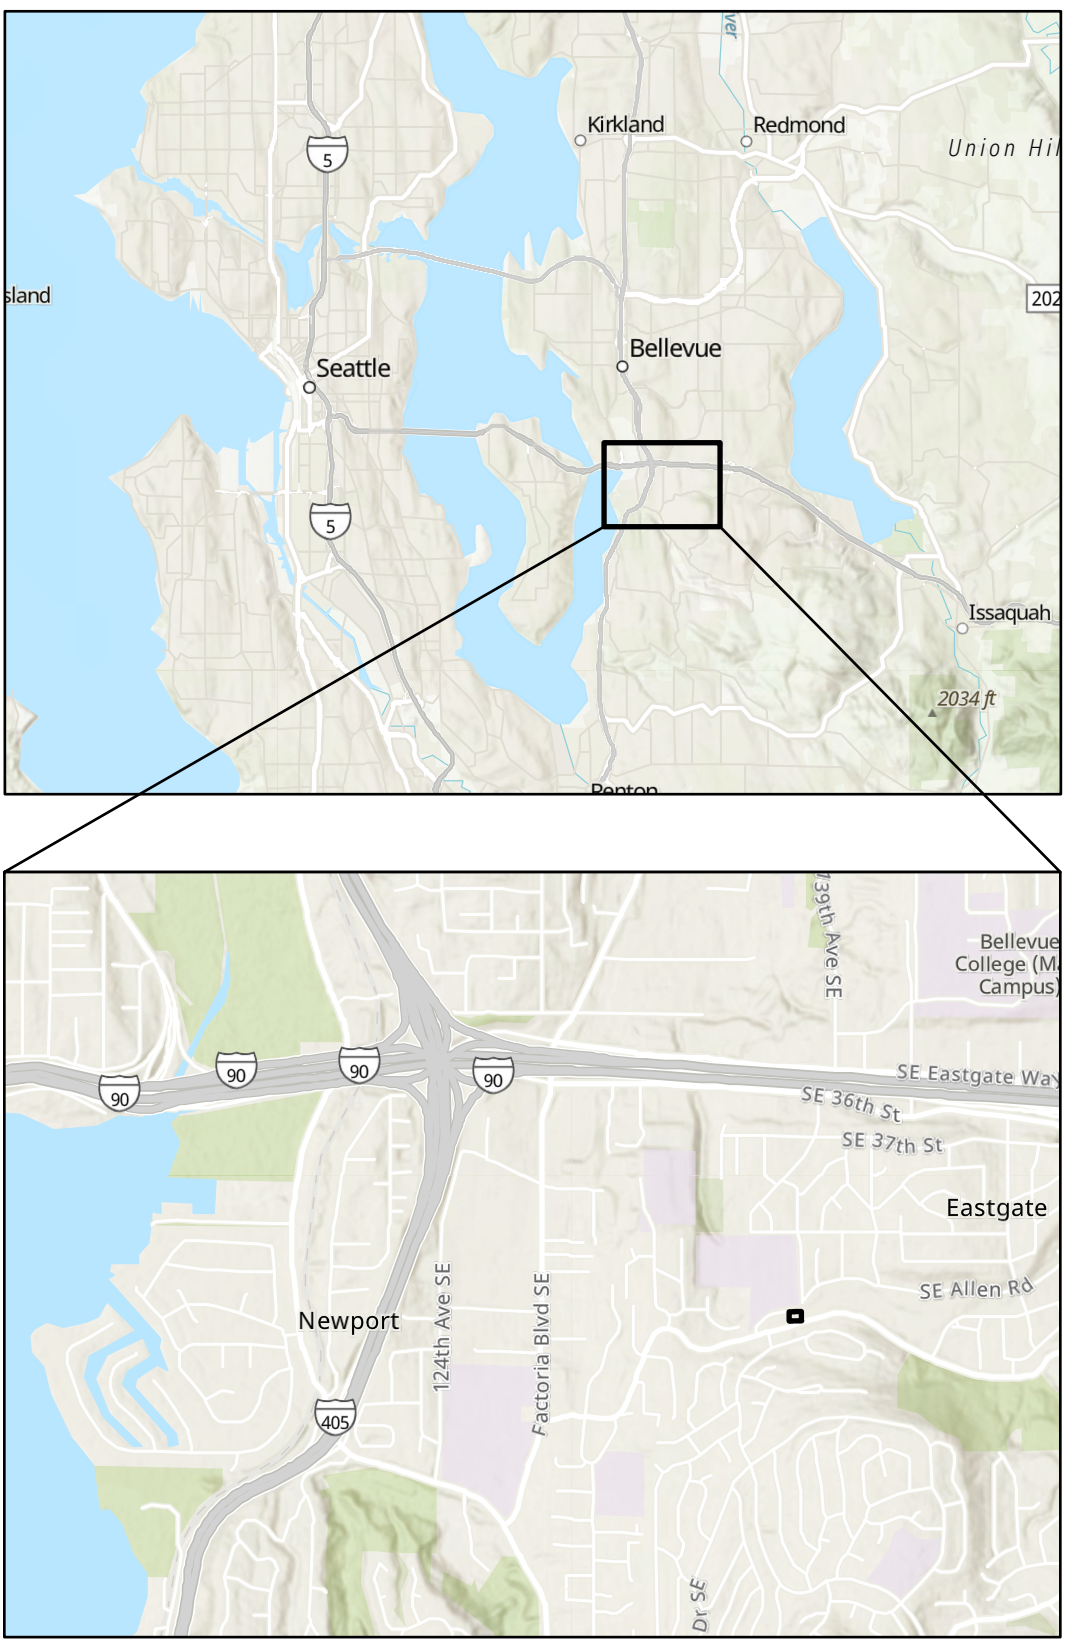 ver
Kirkland
Redmond
5
Union Hil
sland
202
Bellevue
Seattle
5
Issaquah
2034 ft
Renton
139th Ave SE
Bellevue
College (Ma
Campus)
90
90
90
90
SE Eastgate Way
SE 36th St
SE 37th St
Eastgate
SE Allen Rd
124th Ave SE
Factoria Blvd SE
Newport
405
Dr SE